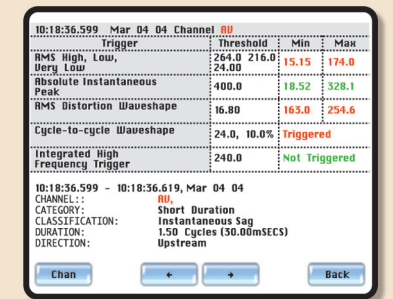 10:18:36.599 Mar 04 04 Channel AV
Trigger Threshold Min Max
RMS High, Low, 264.0 216.0 15.15 174.0
Very Low 24.00
Absolute Instantaneous 400.0 18.52 328.1
Peak
RMS Distortion Waveshape 16.80 163.0 254.6
Cycle-to-cycle Waveshape 24.0, 10.0% Triggered
Integrated High 240.0 Not Triggered
Frequency Trigger
10:18:36.599 - 10:18:36.619, Mar 04 04
CHANNEL:: AV,
CATEGORY: Short Duration
CLASSIFICATION: Instantaneous Sag
DURATION: 1.50 Cycles (30.00mSECS)
DIRECTION: Upstream
Chan ← → Back